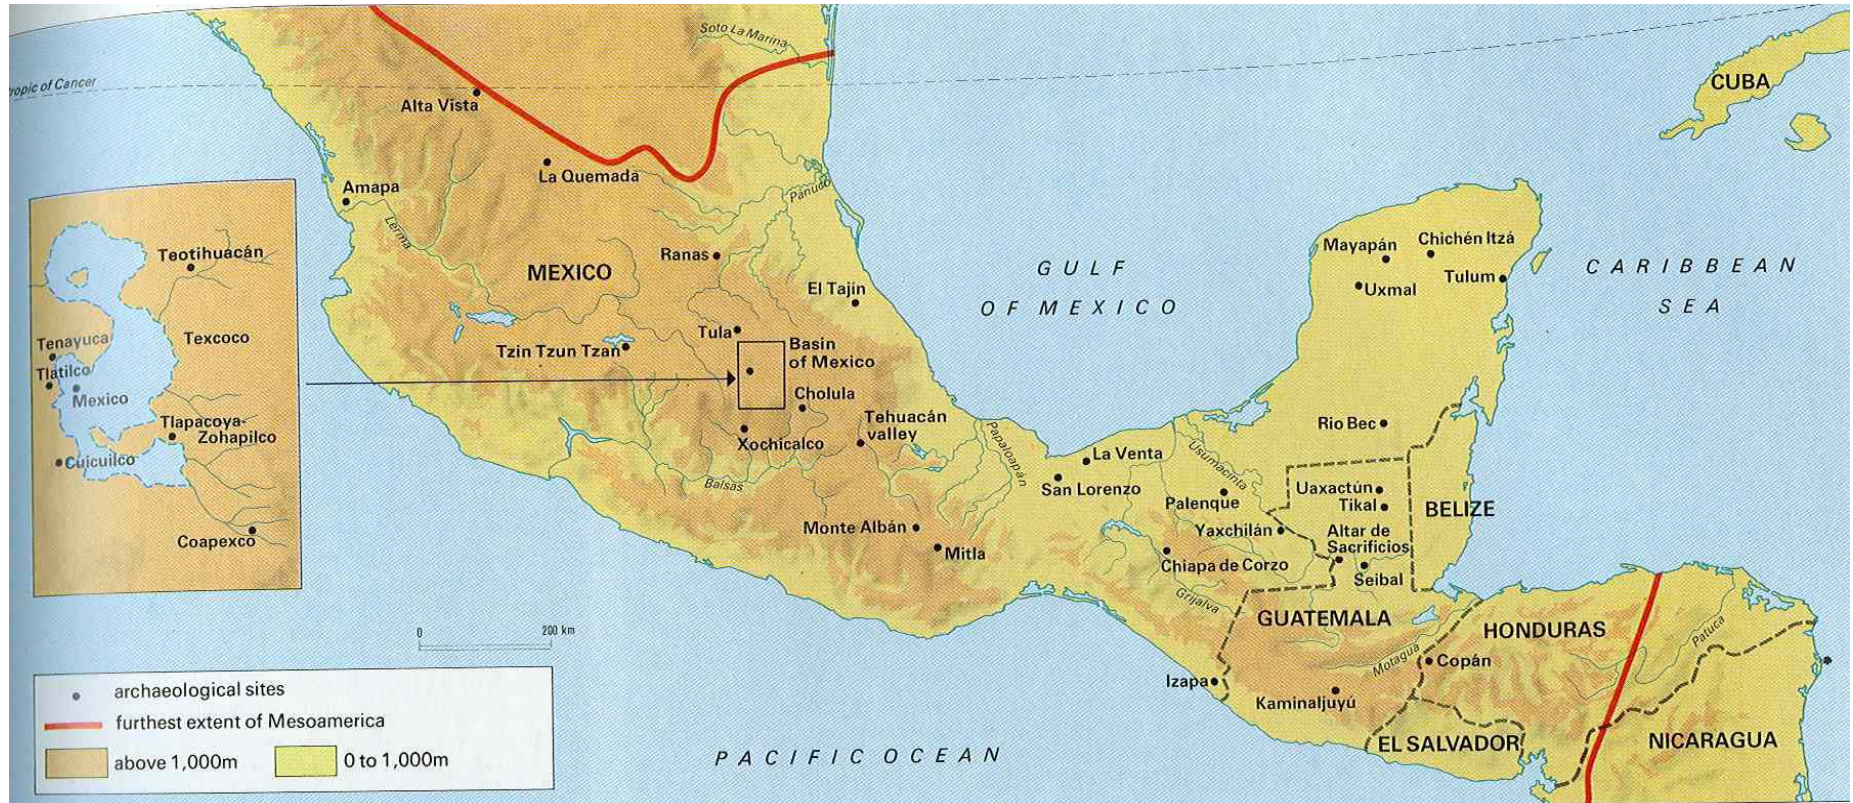 Soto La Marina
Tropic of Cancer
CUBA
Alta Vista
La Quemada
Amapa
Pánuco
Lerma
Ranas
MEXICO
El Tajín
Tula
Tzin Tzun Tzan
Basin
of Mexico
Cholula
Xochicalco
Tehuacán
valley
Balsas
Papaloapán
Monte Albán
Mitla
GULF
OF MEXICO
CARIBBEAN
SEA
Mayapán
Chichén Itzá
Tulum
Uxmal
Rio Bec
La Venta
San Lorenzo
Usumacinta
Palenque
Uaxactún
Tikal
BELIZE
Yaxchilán
Altar de
Sacrificios
Seibal
Chiapa de Corzo
Grijalva
GUATEMALA
HONDURAS
Patuca
Motagua
Copán
Izapa
Kaminaljuyú
EL SALVADOR
NICARAGUA
PACIFIC OCEAN
Teotihuacán
Texcoco
Tenayuca
Tlatilco
Mexico
Tlapacoya-
Zohapilco
Cuicuilco
Coapexco
0 200 km
archaeological sites
furthest extent of Mesoamerica
above 1,000m
0 to 1,000m